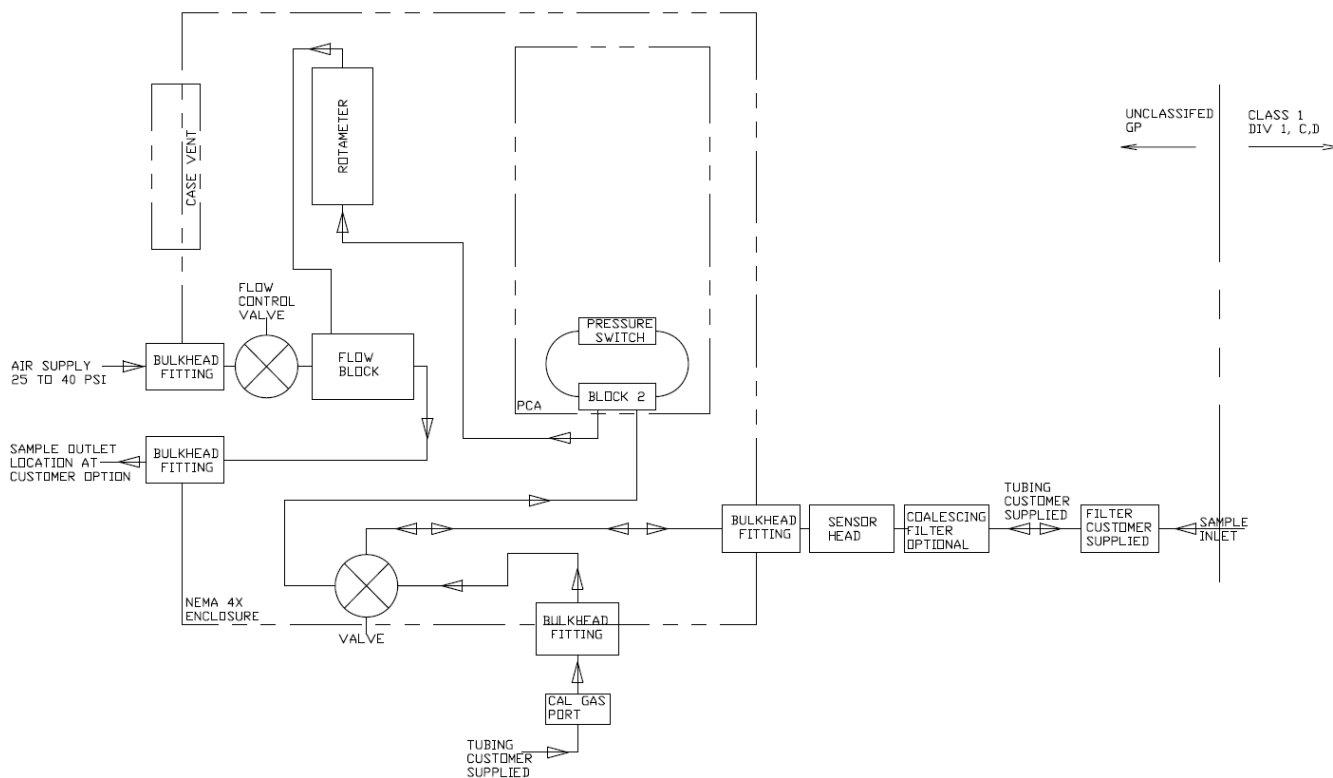 CASE VENT
ROTAMETER
UNCLASSIFED
GP
CLASS 1
DIV 1, C,D
FLOW
CONTROL
VALVE
PRESSURE
SWITCH
AIR SUPPLY
25 TO 40 PSI
BULKHEAD
FITTING
FLOW
BLOCK
BLOCK 2
PCA
SAMPLE OUTLET
LOCATION AT
CUSTOMER OPTION
BULKHEAD
FITTING
BULKHEAD
FITTING
SENSOR
HEAD
COALESCING
FILTER
OPTIONAL
TUBING
CUSTOMER
SUPPLIED
FILTER
CUSTOMER
SUPPLIED
SAMPLE
INLET
NEMA 4X
ENCLOSURE
VALVE
BULKHEAD
FITTING
CAL GAS
PORT
TUBING
CUSTOMER
SUPPLIED